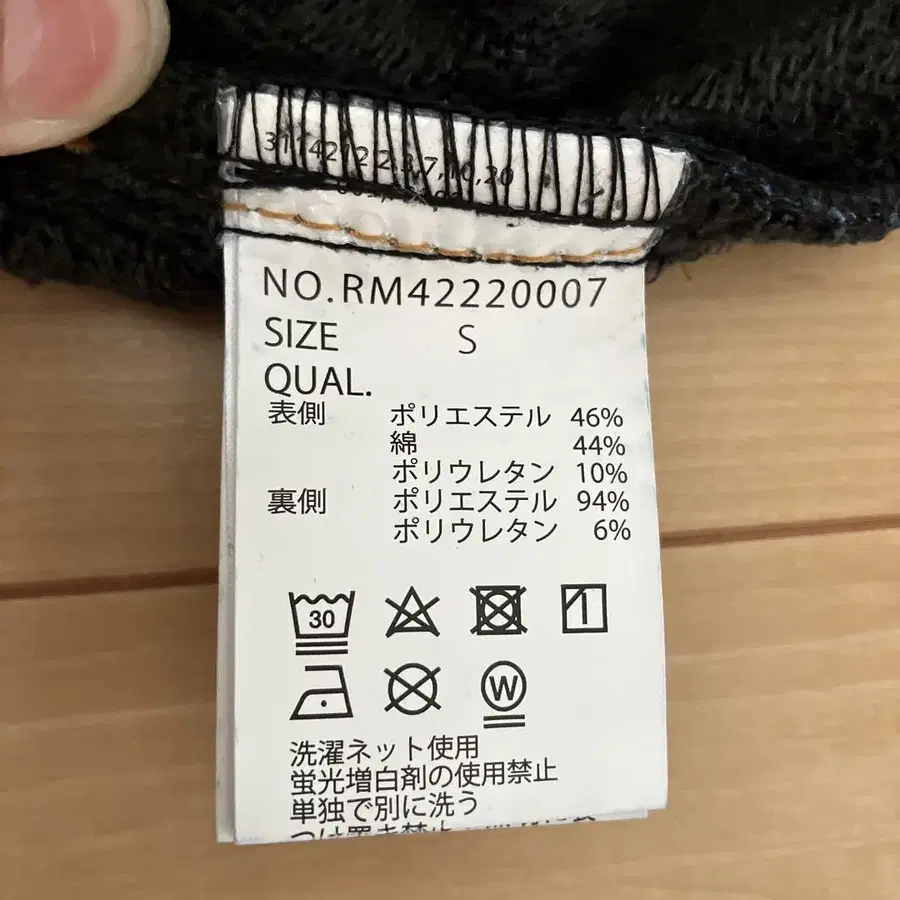 NO.RM42220007
SIZE S
QUAL.
表側 ポリエステル 46%
綿 44%
ポリウレタン 10%
裏側 ポリエステル 94%
ポリウレタン 6%
30
W
洗濯ネット使用
蛍光増白剤の使用禁止
単独で別に洗う